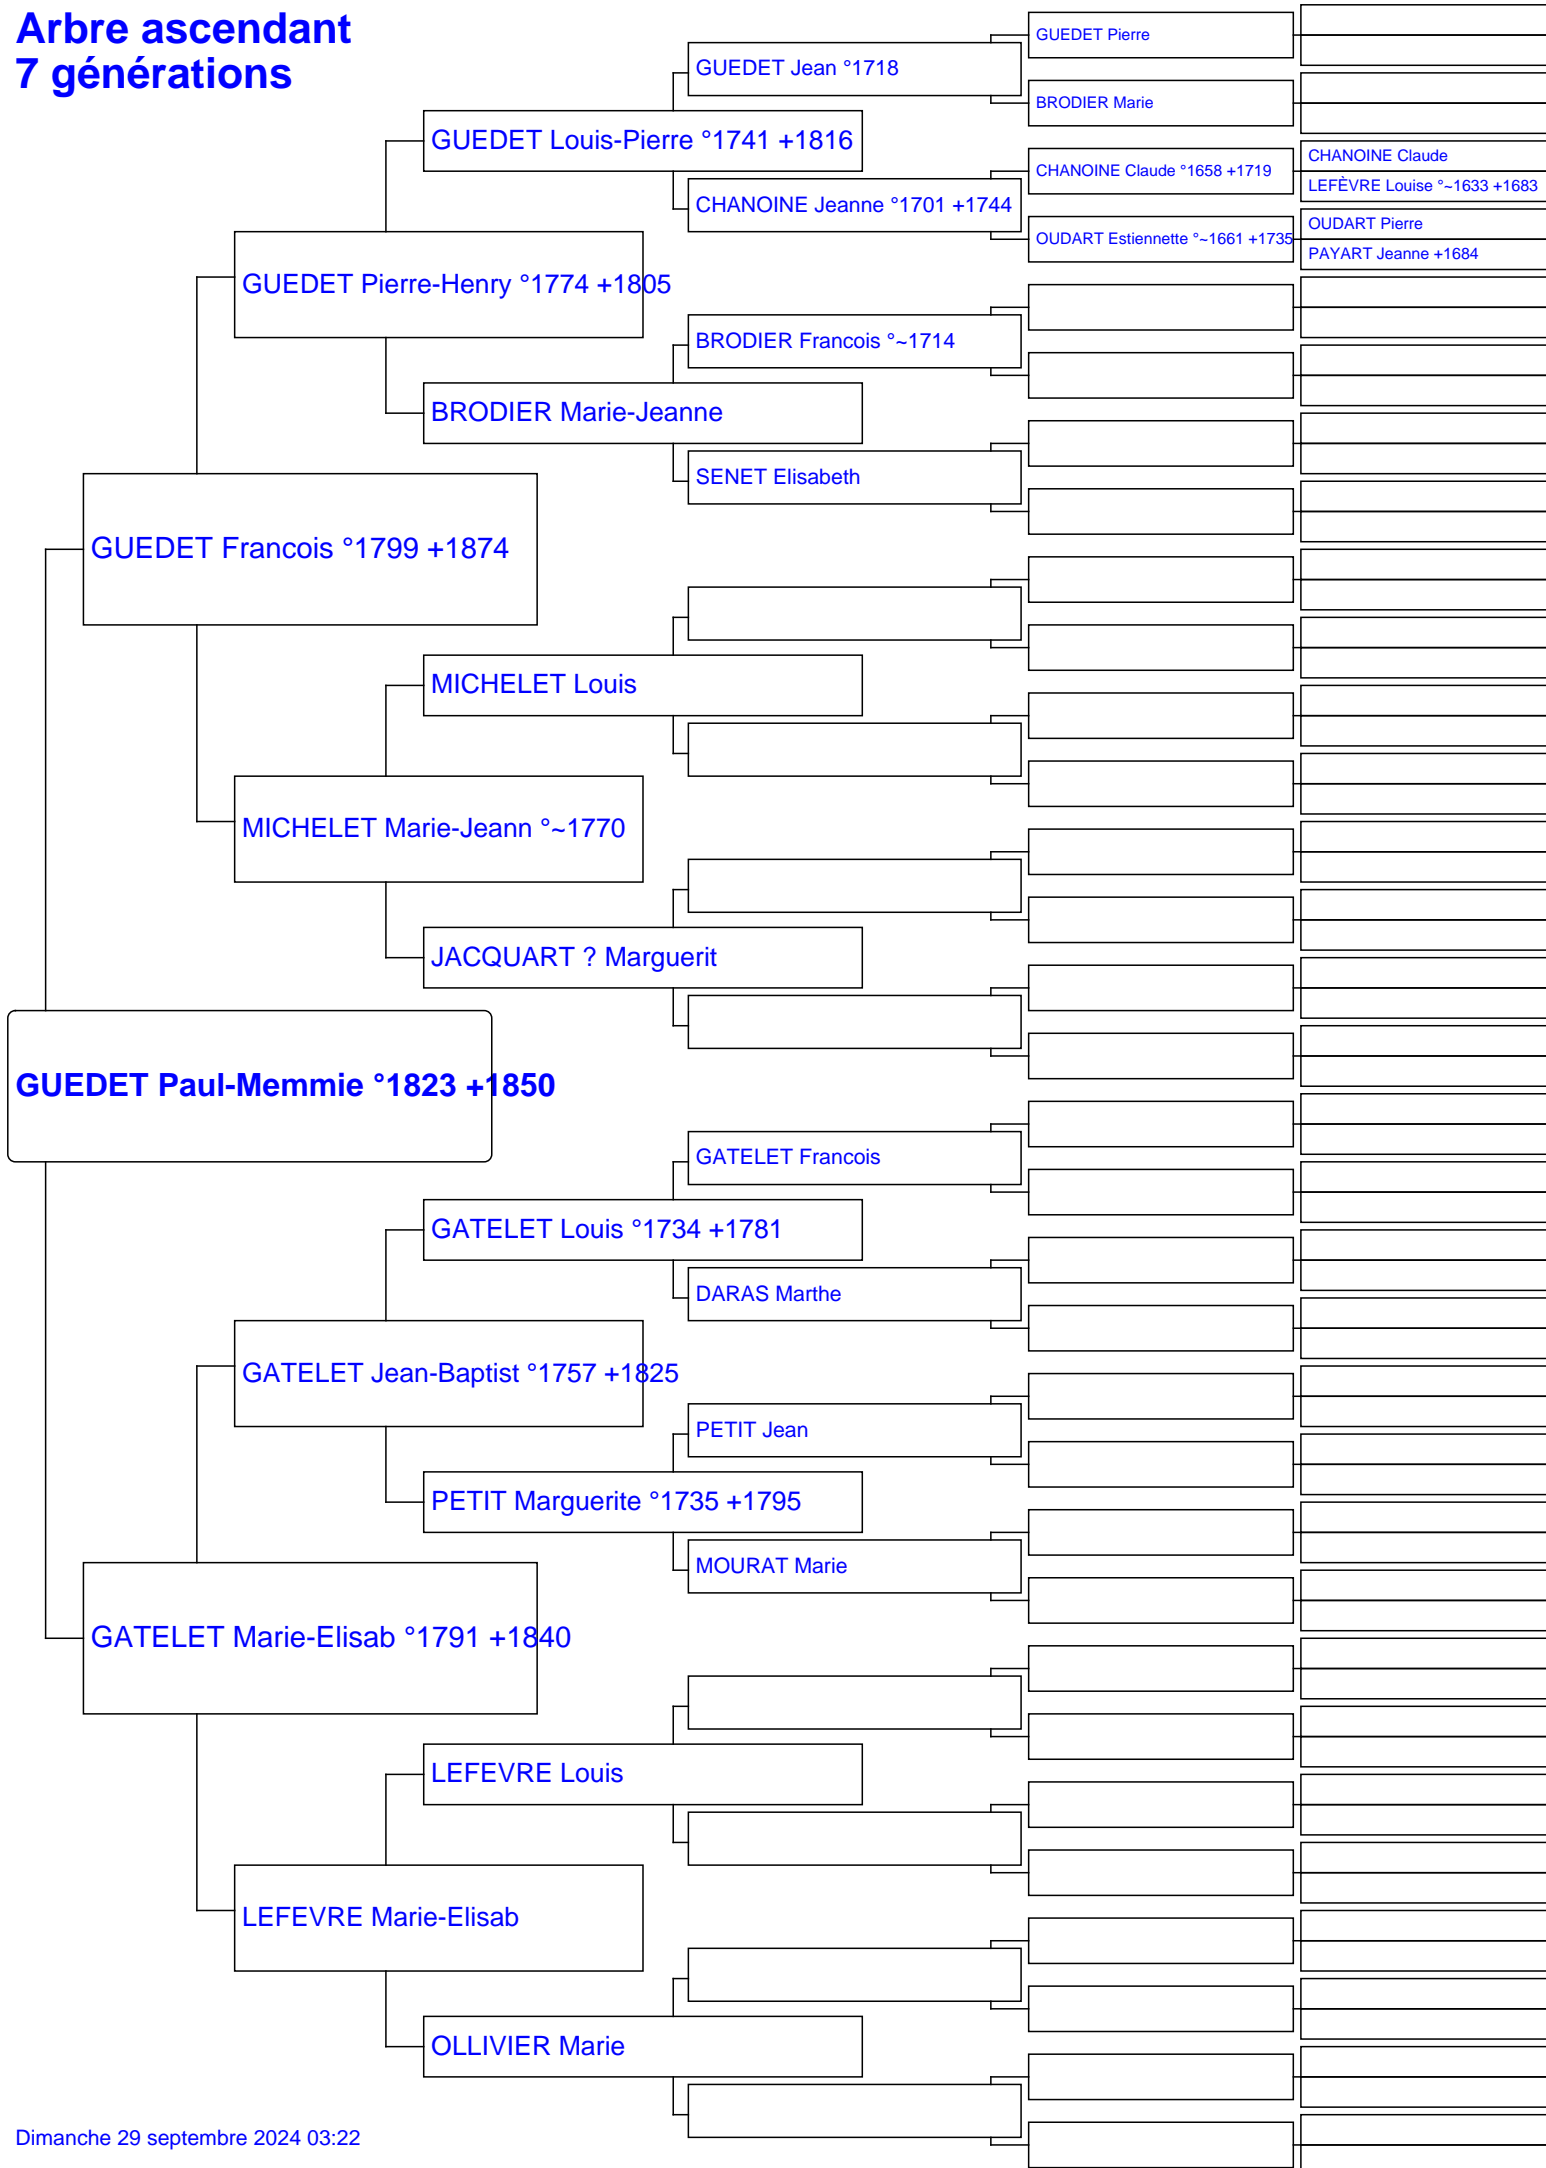 Arbre ascendant
7 générations
GUEDET Pierre
GUEDET Jean °1718
BRODIER Marie
GUEDET Louis-Pierre °1741 +1816
CHANOINE Claude
CHANOINE Claude °1658 +1719
LEFÈVRE Louise °~1633 +1683
CHANOINE Jeanne °1701 +1744
OUDART Pierre
OUDART Estiennette °~1661 +1735
PAYART Jeanne +1684
GUEDET Pierre-Henry °1774 +1805
BRODIER Francois °~1714
BRODIER Marie-Jeanne
SENET Elisabeth
GUEDET Francois °1799 +1874
MICHELET Louis
MICHELET Marie-Jeann °~1770
JACQUART ? Marguerit
GUEDET Paul-Memmie °1823 +1850
GATELET Francois
GATELET Louis °1734 +1781
DARAS Marthe
GATELET Jean-Baptist °1757 +1825
PETIT Jean
PETIT Marguerite °1735 +1795
MOURAT Marie
GATELET Marie-Elisab °1791 +1840
LEFEVRE Louis
LEFEVRE Marie-Elisab
OLLIVIER Marie
Dimanche 29 septembre 2024 03:22